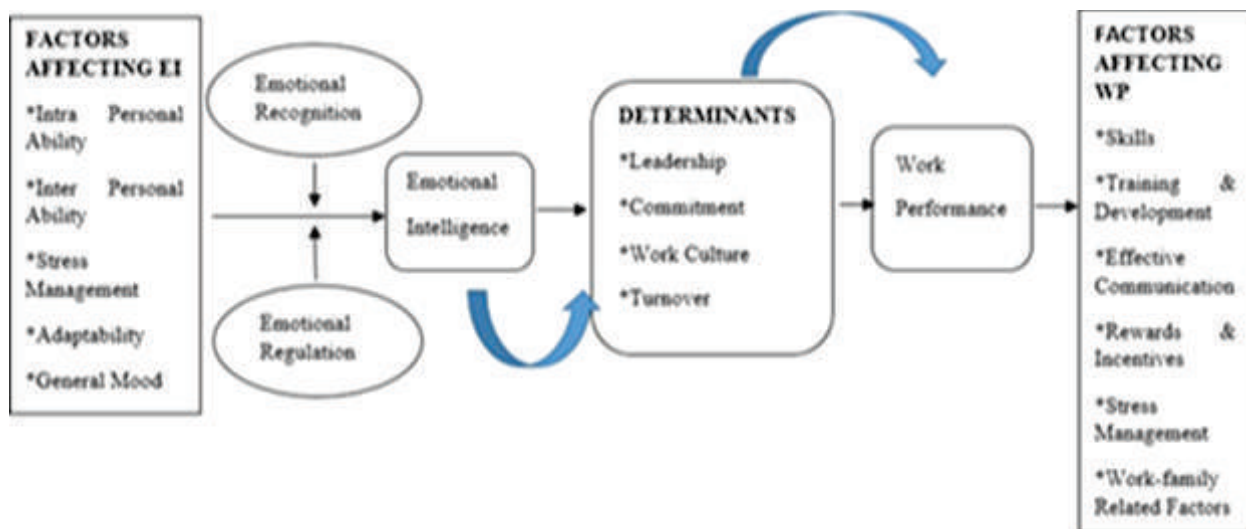 FACTORS
AFFECTING EI
*Intra Personal
Ability
*Inter Personal
Ability
*Stress
Management
*Adaptability
*General Mood
Emotional
Recognition
Emotional
Regulation
Emotional
Intelligence
DETERMINANTS
*Leadership
*Commitment
*Work Culture
*Turnover
Work
Performance
FACTORS
AFFECTING
WP
*Skills
*Training &
Development
*Effective
Communication
*Rewards &
Incentives
*Stress
Management
*Work-family
Related Factors